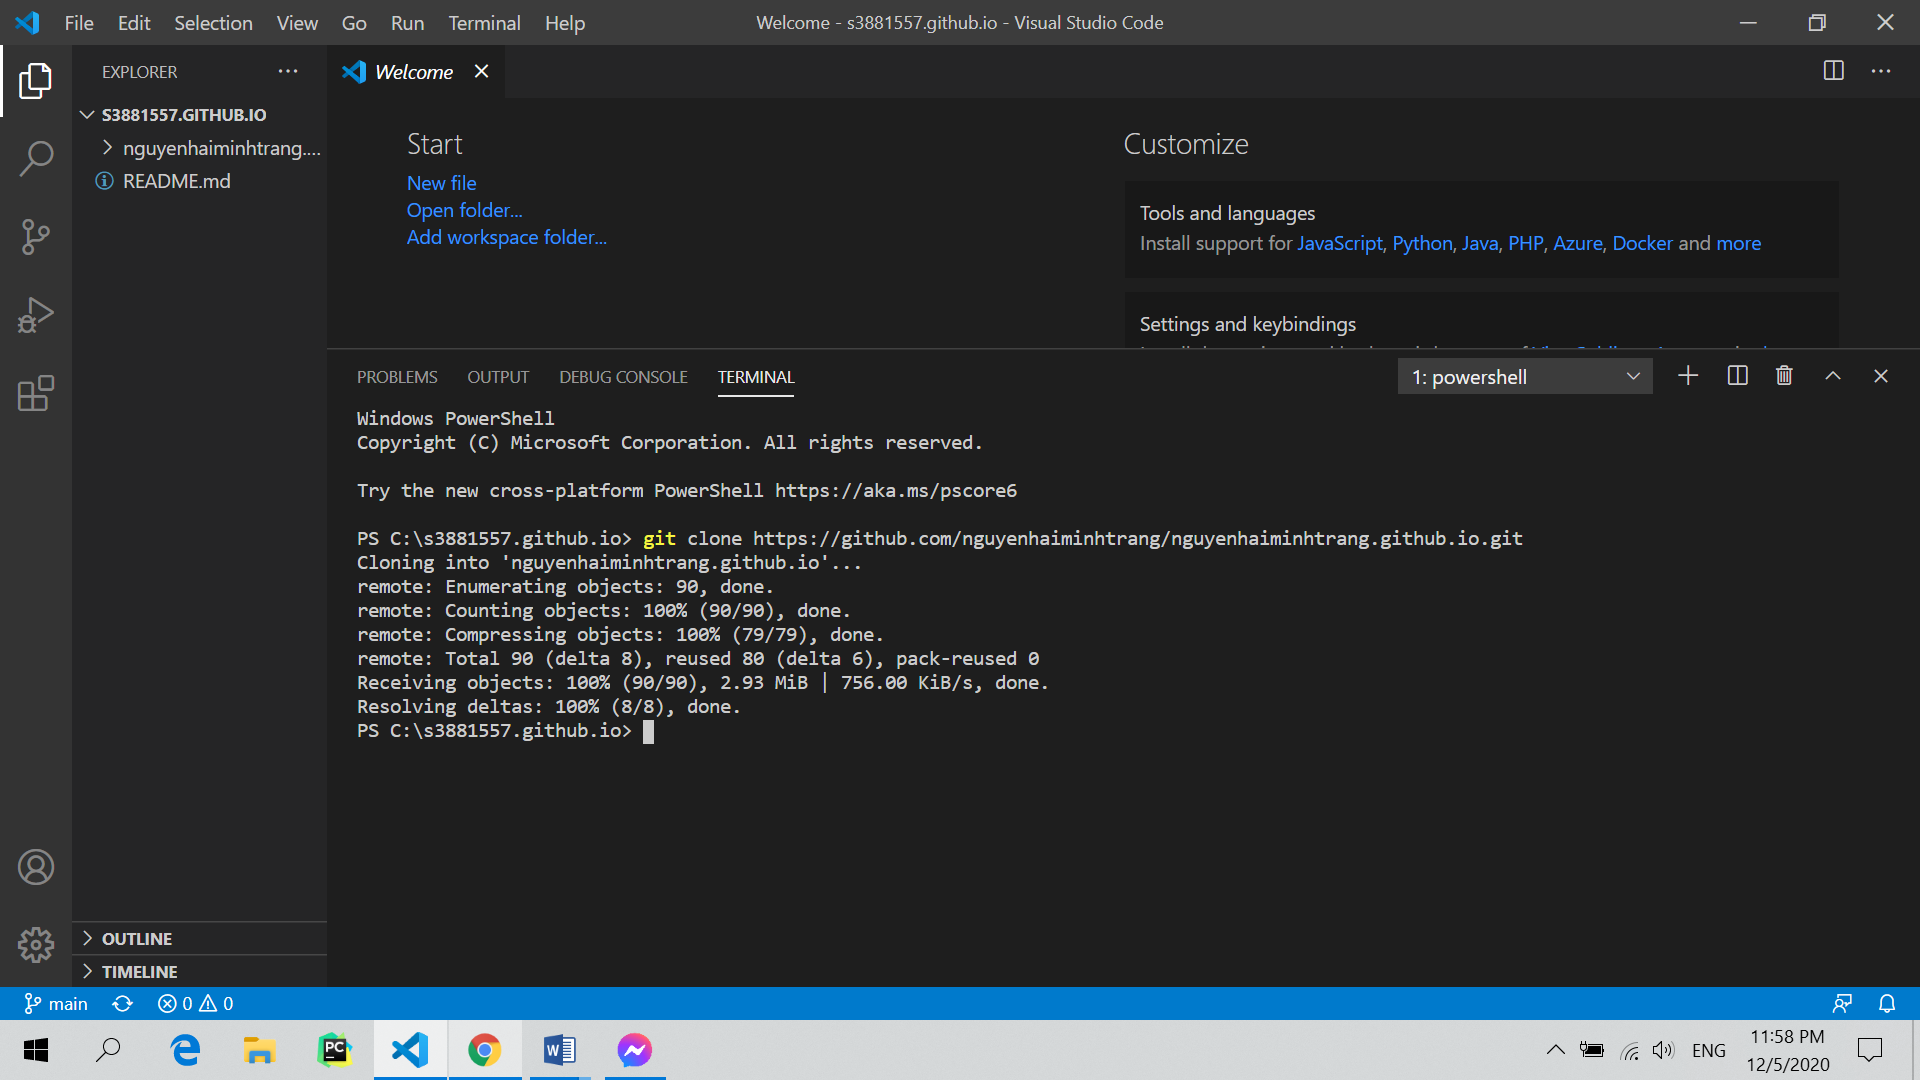 File Edit Selection View Go Run Terminal Help
Welcome - s3881557.github.io - Visual Studio Code
EXPLORER
S3881557.GITHUB.IO
nguyenhaiminhtrang....
README.md
OUTLINE
TIMELINE
Welcome
Start
New file
Open folder...
Add workspace folder...
Customize
Tools and languages
Install support for JavaScript, Python, Java, PHP, Azure, Docker and more
Settings and keybindings
PROBLEMS OUTPUT DEBUG CONSOLE TERMINAL
1: powershell
Windows PowerShell
Copyright (C) Microsoft Corporation. All rights reserved.
Try the new cross-platform PowerShell https://aka.ms/pscore6
PS C:\s3881557.github.io> git clone https://github.com/nguyenhaiminhtrang/nguyenhaiminhtrang.github.io.git
Cloning into 'nguyenhaiminhtrang.github.io'...
remote: Enumerating objects: 90, done.
remote: Counting objects: 100% (90/90), done.
remote: Compressing objects: 100% (79/79), done.
remote: Total 90 (delta 8), reused 80 (delta 6), pack-reused 0
Receiving objects: 100% (90/90), 2.93 MiB | 756.00 KiB/s, done.
Resolving deltas: 100% (8/8), done.
PS C:\s3881557.github.io>
main 0 0
PC
W
ENG
11:58 PM
12/5/2020